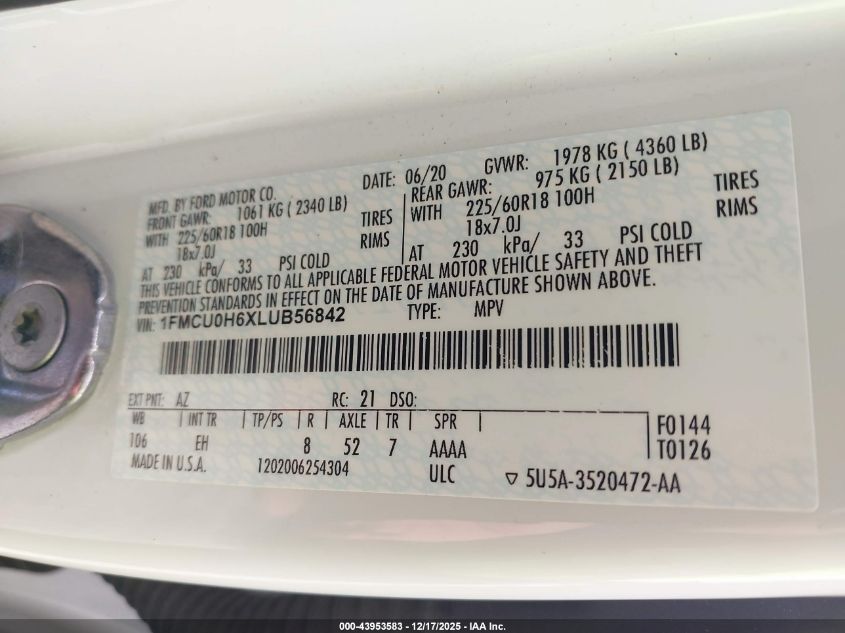 MFD. BY FORD MOTOR CO.
DATE: 06/20 GVWR: 1978 KG ( 4360 LB)
FRONT GAWR: 1061 KG ( 2340 LB)
REAR GAWR: 975 KG ( 2150 LB)
WITH 225/60R18 100H TIRES
WITH 225/60R18 100H TIRES
18x7.0J RIMS
18x7.0J RIMS
AT 230 kPa/ 33 PSI COLD
AT 230 kPa/ 33 PSI COLD
THIS VEHICLE CONFORMS TO ALL APPLICABLE FEDERAL MOTOR VEHICLE SAFETY AND THEFT
PREVENTION STANDARDS IN EFFECT ON THE DATE OF MANUFACTURE SHOWN ABOVE.
VIN: 1FMCU0H6XLUB56842 TYPE: MPV
EXT PNT: AZ RC: 21 DSO:
WB | INT TR | TP/PS | R | AXLE | TR | SPR |
106 EH 8 52 7 AAAA
F0144
T0126
MADE IN U.S.A. 1202006254304 ULC ▽ 5U5A-3520472-AA
000-43953583 - 12/17/2025 - IAA Inc.